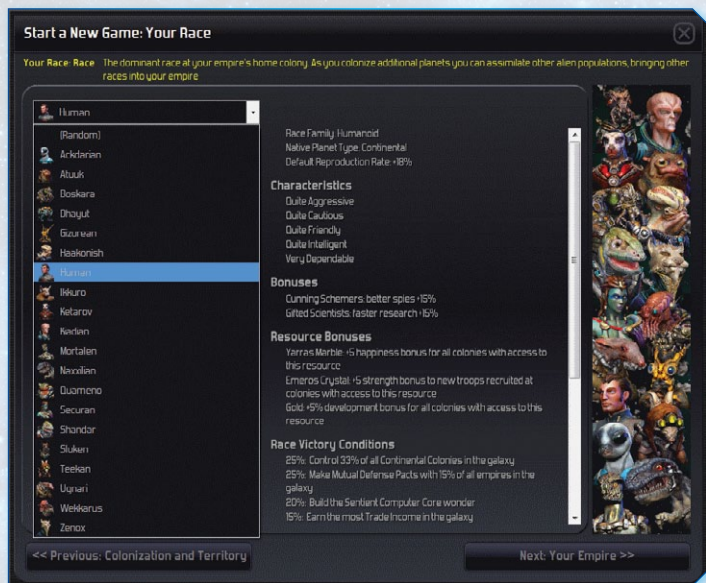 Start a New Game: Your Race
Your Race: Race The dominant race at your empire's home colony. As you colonize additional planets you can assimilate other alien populations, bringing other
races into your empire
Human
(Random)
Ackdarian
Atuuk
Boskara
Dhayut
Gizurean
Haakonish
Human
Ikkuro
Ketarov
Kiadian
Mortalen
Naxxilian
Quameno
Securan
Shandar
Sluken
Teekan
Ugnari
Wekkarus
Zenox
Race Family: Humanoid
Native Planet Type: Continental
Default Reproduction Rate: +18%
Characteristics
Quite Aggressive
Quite Cautious
Quite Friendly
Quite Intelligent
Very Dependable
Bonuses
Cunning Schemers: better spies +15%
Gifted Scientists: faster research +15%
Resource Bonuses
Yarras Marble: +5 happiness bonus for all colonies with access to
this resource
Emeros Crystal: +5 strength bonus to new troops recruited at
colonies with access to this resource
Gold: +5% development bonus for all colonies with access to this
resource
Race Victory Conditions
25%: Control 33% of all Continental Colonies in the galaxy
25%: Make Mutual Defense Pacts with 15% of all empires in the
galaxy
20%: Build the Sentient Computer Core wonder
15%: Earn the most Trade Income in the galaxy
<< Previous: Colonization and Territory
Next: Your Empire >>